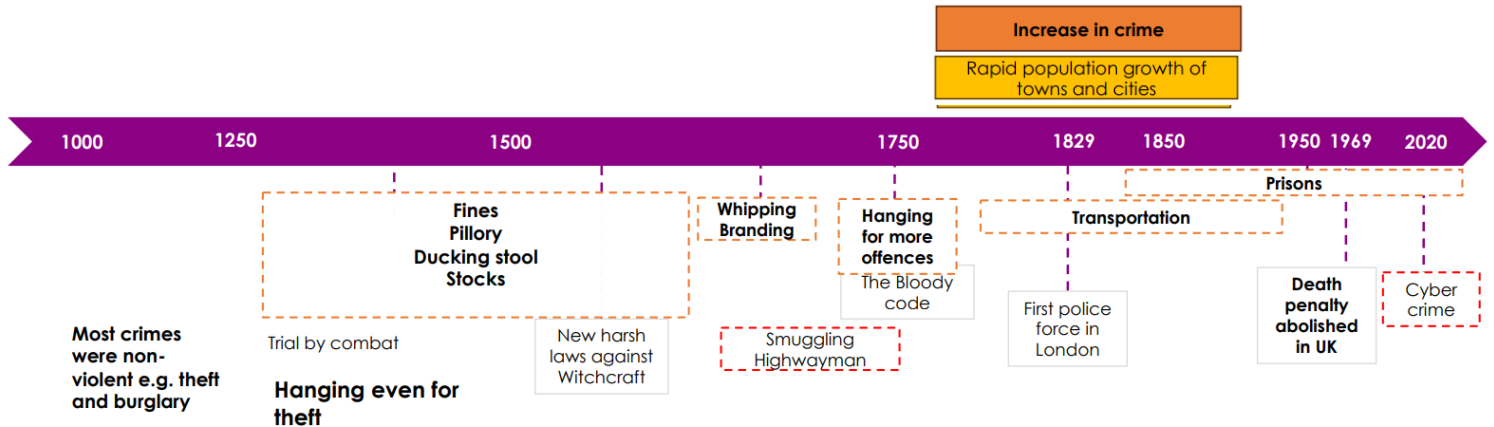 Increase in crime
Rapid population growth of
towns and cities
1000
1250
1500
1750
1829
1850
1950
1969
2020
Prisons
Fines
Pillory
Ducking stool
Stocks
Whipping
Branding
Hanging
for more
offences
Transportation
The Bloody
code
Death
penalty
abolished
in UK
Cyber
crime
First police
force in
London
Most crimes
were non-
violent e.g. theft
and burglary
Trial by combat
New harsh
laws against
Witchcraft
Smuggling
Highwayman
Hanging even for
theft